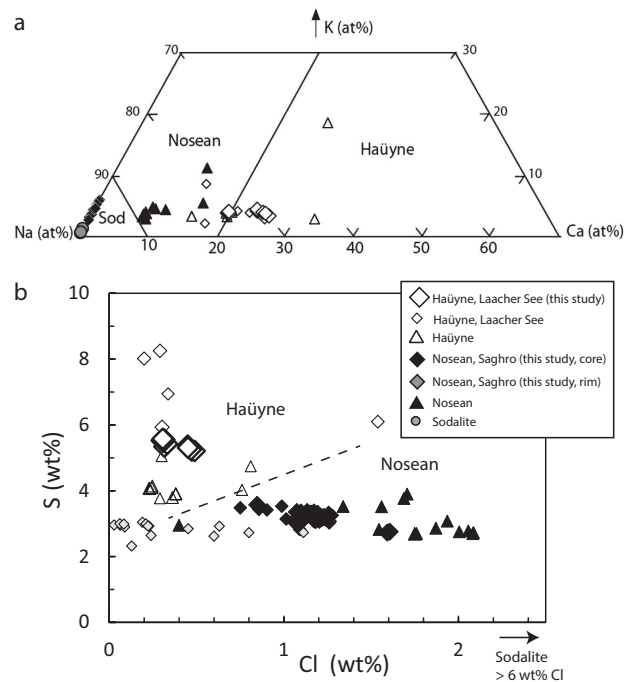 a
K (at%)
70
30
80
Nosean
20
Haüyne
90
10
Sod
Na (at%)
Ca (at%)
10
20
30
40
50
60
b
10
Haüyne, Laacher See (this study)
Haüyne, Laacher See
Haüyne
Nosean, Saghro (this study, core)
Nosean, Saghro (this study, rim)
Nosean
Sodalite
8
Haüyne
6
Nosean
S (wt%)
4
2
0
0
1
2
Cl (wt%)
Sodalite
> 6 wt% Cl